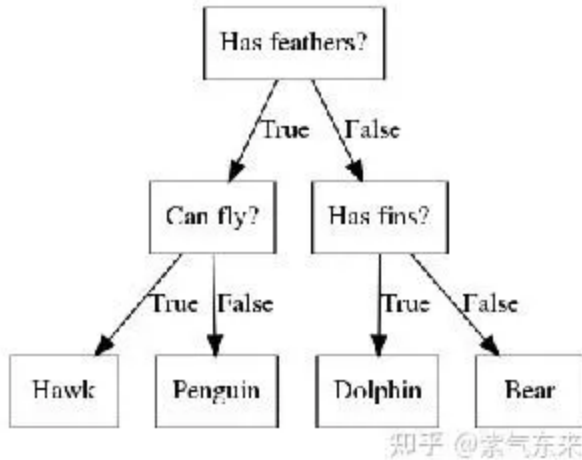 Has feathers?
True False
Can fly? Has fins?
True False True False
Hawk Penguin Dolphin Bear
知乎 @紫气东来